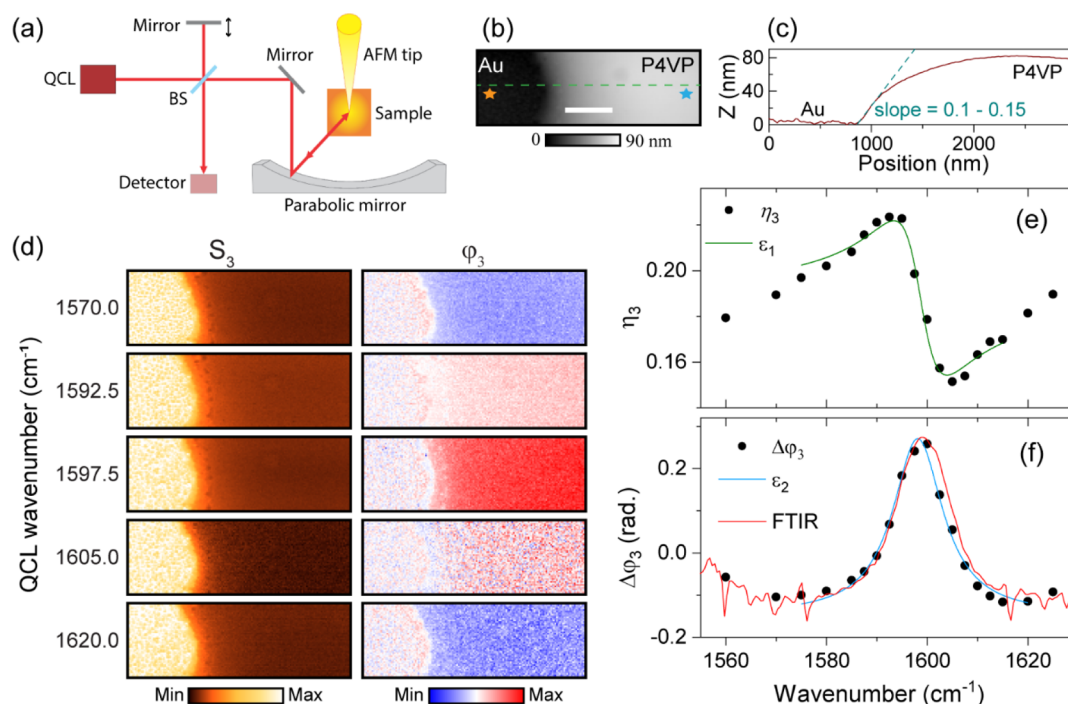 (a)
Mirror
QCL
BS
Mirror
AFM tip
Sample
Detector
Parabolic mirror
(b)
Au
P4VP
0
90 nm
(c)
Z (nm)
80
40
0
Au
P4VP
slope = 0.1 - 0.15
0
1000
2000
Position (nm)
(d)
S₃
φ₃
QCL wavenumber (cm⁻¹)
1570.0
1592.5
1597.5
1605.0
1620.0
Min
Max
Min
Max
(e)
η₃
ε₁
η₃
0.20
0.16
(f)
Δφ₃
ε₂
FTIR
Δφ₃ (rad.)
0.2
0.0
-0.2
1560
1580
1600
1620
Wavenumber (cm⁻¹)